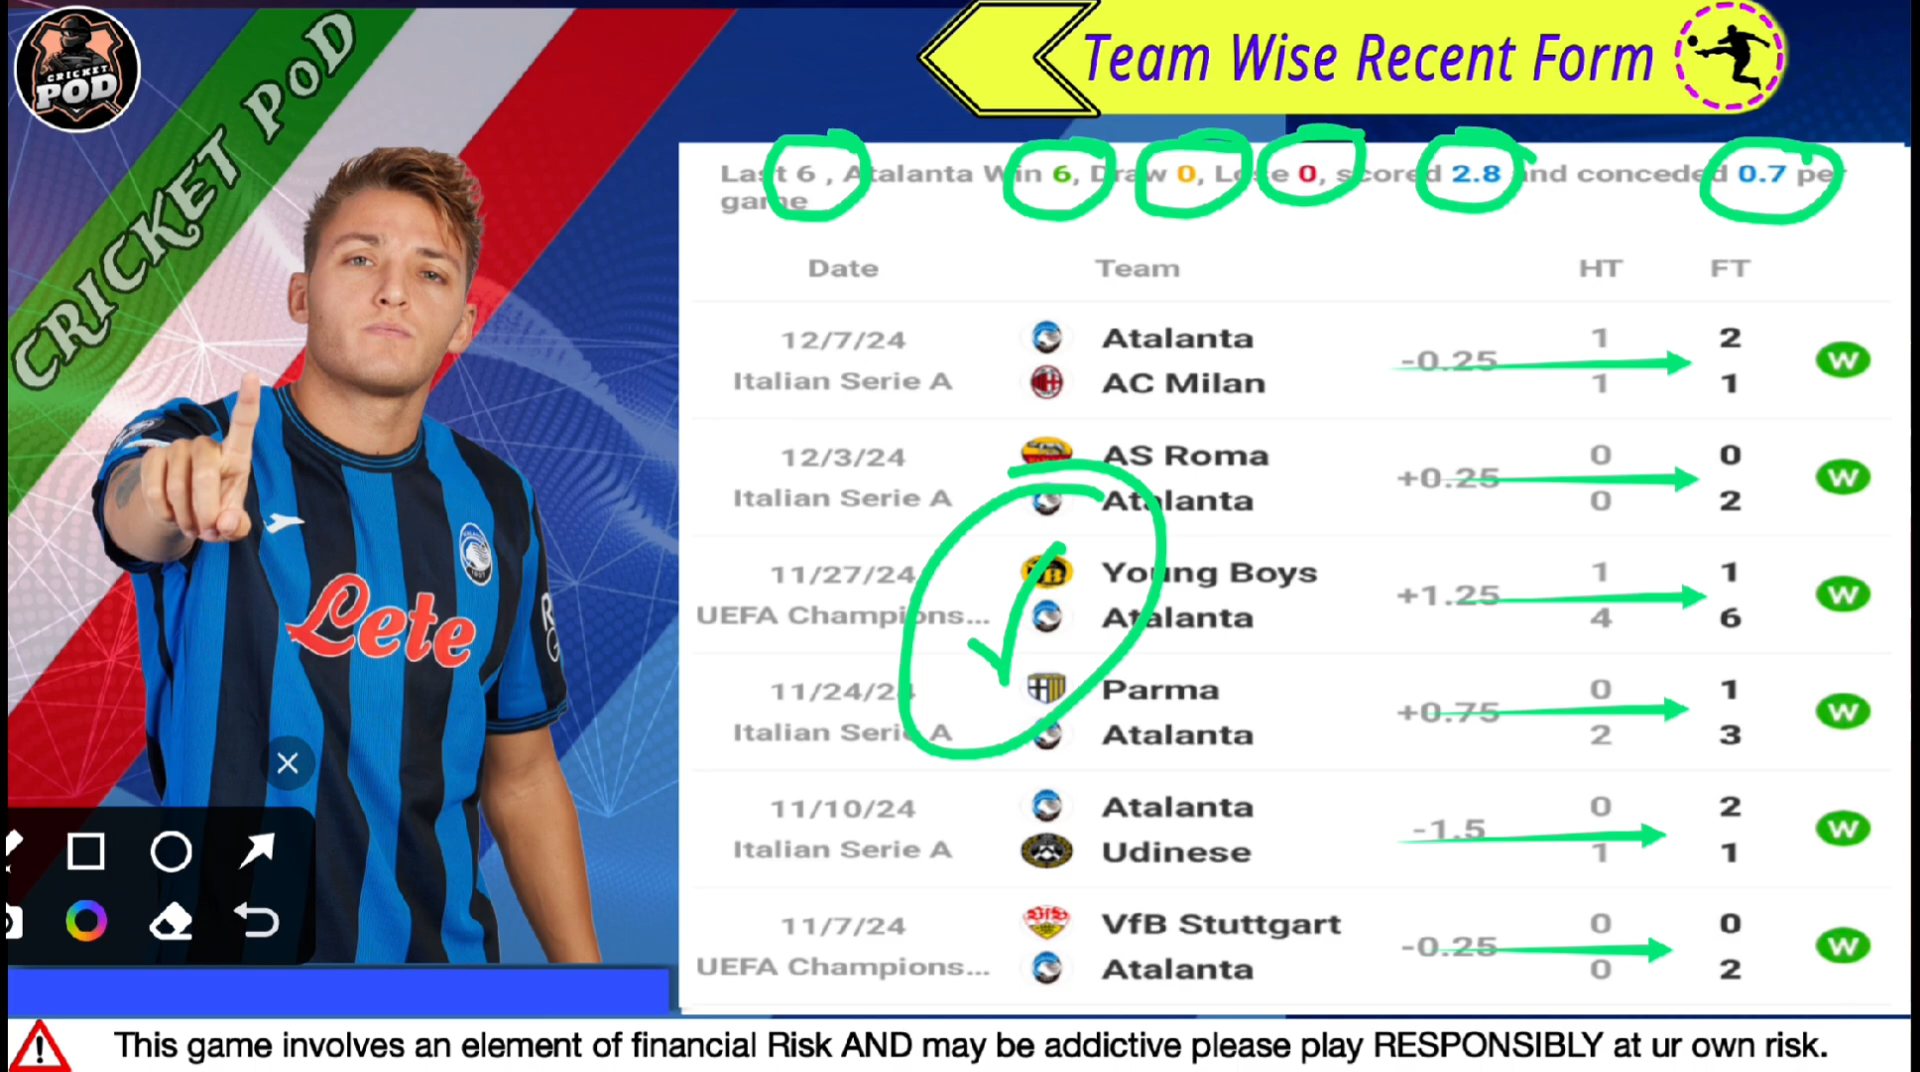 CRICKET
POD
CRICKET POD
Team Wise Recent Form
Last 6 , Atalanta Win 6, Draw 0, Lose 0, scored 2.8 and conceded 0.7 per
game
Date Team HT FT
12/7/24 Atalanta 1 2
-0.25 W
Italian Serie A AC Milan 1 1
12/3/24 AS Roma 0 0
+0.25 W
Italian Serie A Atalanta 0 2
11/27/24 Young Boys 1 1
+1.25 W
UEFA Champions... Atalanta 4 6
11/24/24 Parma 0 1
+0.75 W
Italian Serie A Atalanta 2 3
11/10/24 Atalanta 0 2
-1.5 W
Italian Serie A Udinese 1 1
11/7/24 VfB Stuttgart 0 0
-0.25 W
UEFA Champions... Atalanta 0 2
Lete
This game involves an element of financial Risk AND may be addictive please play RESPONSIBLY at ur own risk.